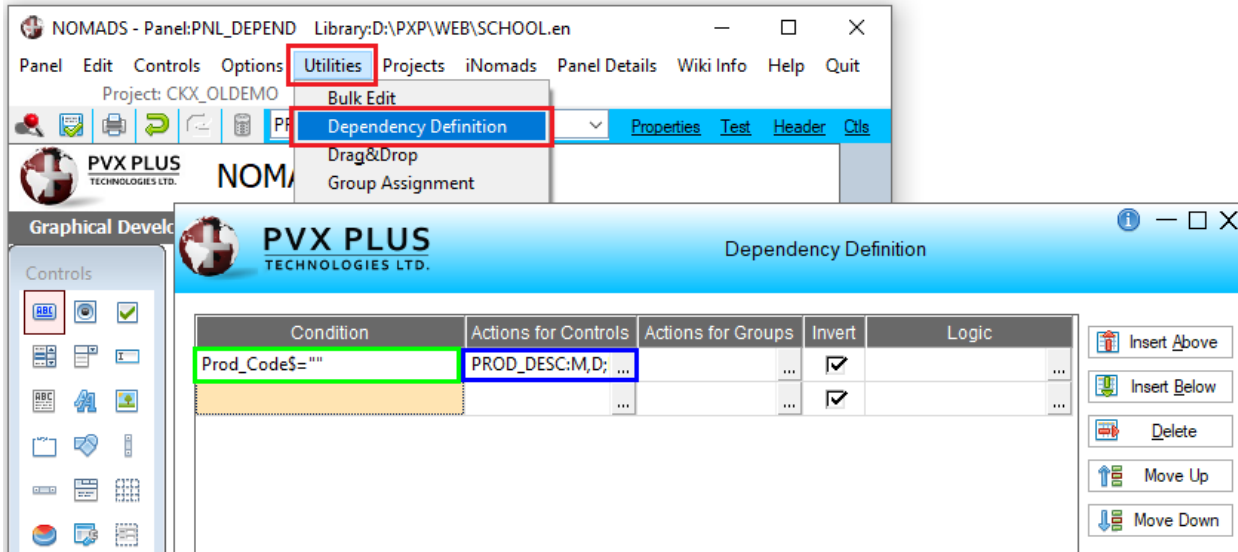 NOMADS - Panel:PNL_DEPEND Library:D:\PXP\WEB\SCHOOL.en
Panel Edit Controls Options Utilities Projects iNomads Panel Details Wiki Info Help Quit
Project: CKX_OLDEMO
Bulk Edit
Dependency Definition
Properties Test Header Ctls
Drag&Drop
PVX PLUS
TECHNOLOGIES LTD.
NOMA
Group Assignment
Graphical Develo
PVX PLUS
TECHNOLOGIES LTD.
Dependency Definition
Controls
Condition Actions for Controls Actions for Groups Invert Logic
Prod_Code$="" PROD_DESC:M,D; ... ... ...
... ... ...
Insert Above
Insert Below
Delete
Move Up
Move Down